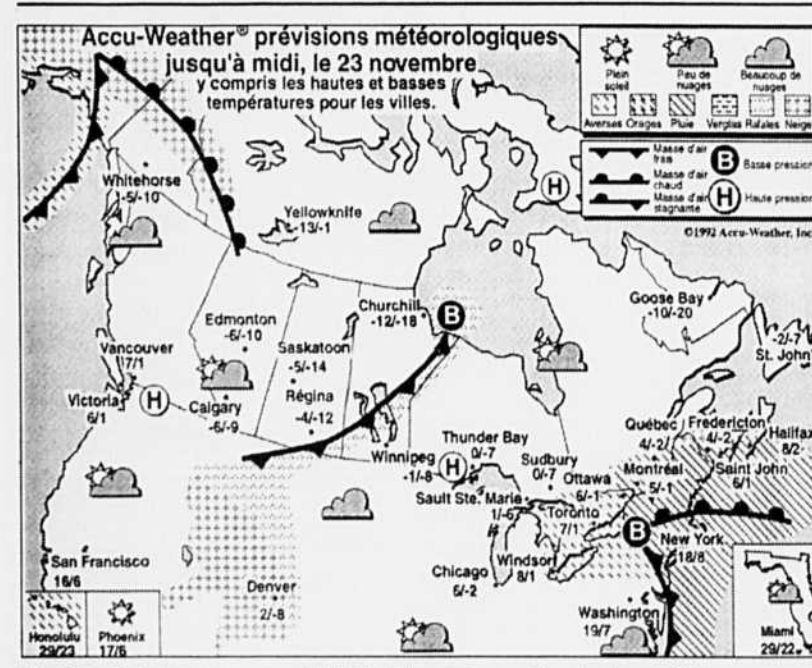 Accu-Weather® prévisions météorologiques
jusqu'à midi, le 23 novembre
y compris les hautes et basses
températures pour les villes.
Plein
soleil
Peu de
nuages
Beaucoup de
nuages
Averses Orages Pluie Verglas Rafales Neige
Masse d'air
frais
Masse d'air
chaud
Masse d'air
stagnante
B Basse pression
H Haute pression
©1992 Accu-Weather, Inc.
H
Whitehorse
-5/-10
Yellowknife
-13/-1
Churchill
-12/-18
B
Goose Bay
-10/-20
-2/-7
St. John
Edmonton
-6/-10
Saskatoon
-5/-14
Vancouver
7/1
Victoria
6/1
H
Calgary
-6/-9
Régina
-4/-12
Winnipeg
-1/-8
H
Thunder Bay
0/-7
Sudbury
0/-7
Sault Ste. Marie
1/-6
Ottawa
6/-1
Toronto
7/1
Québec
4/-2
Montréal
5/-1
Fredericton
4/-2
Halifax
8/2
Saint John
6/1
B
New York
18/8
San Francisco
16/6
Denver
2/-8
Chicago
6/-2
Windsor
8/1
Washington
19/7
Honolulu
29/23
Phoenix
17/6
Miami
29/22